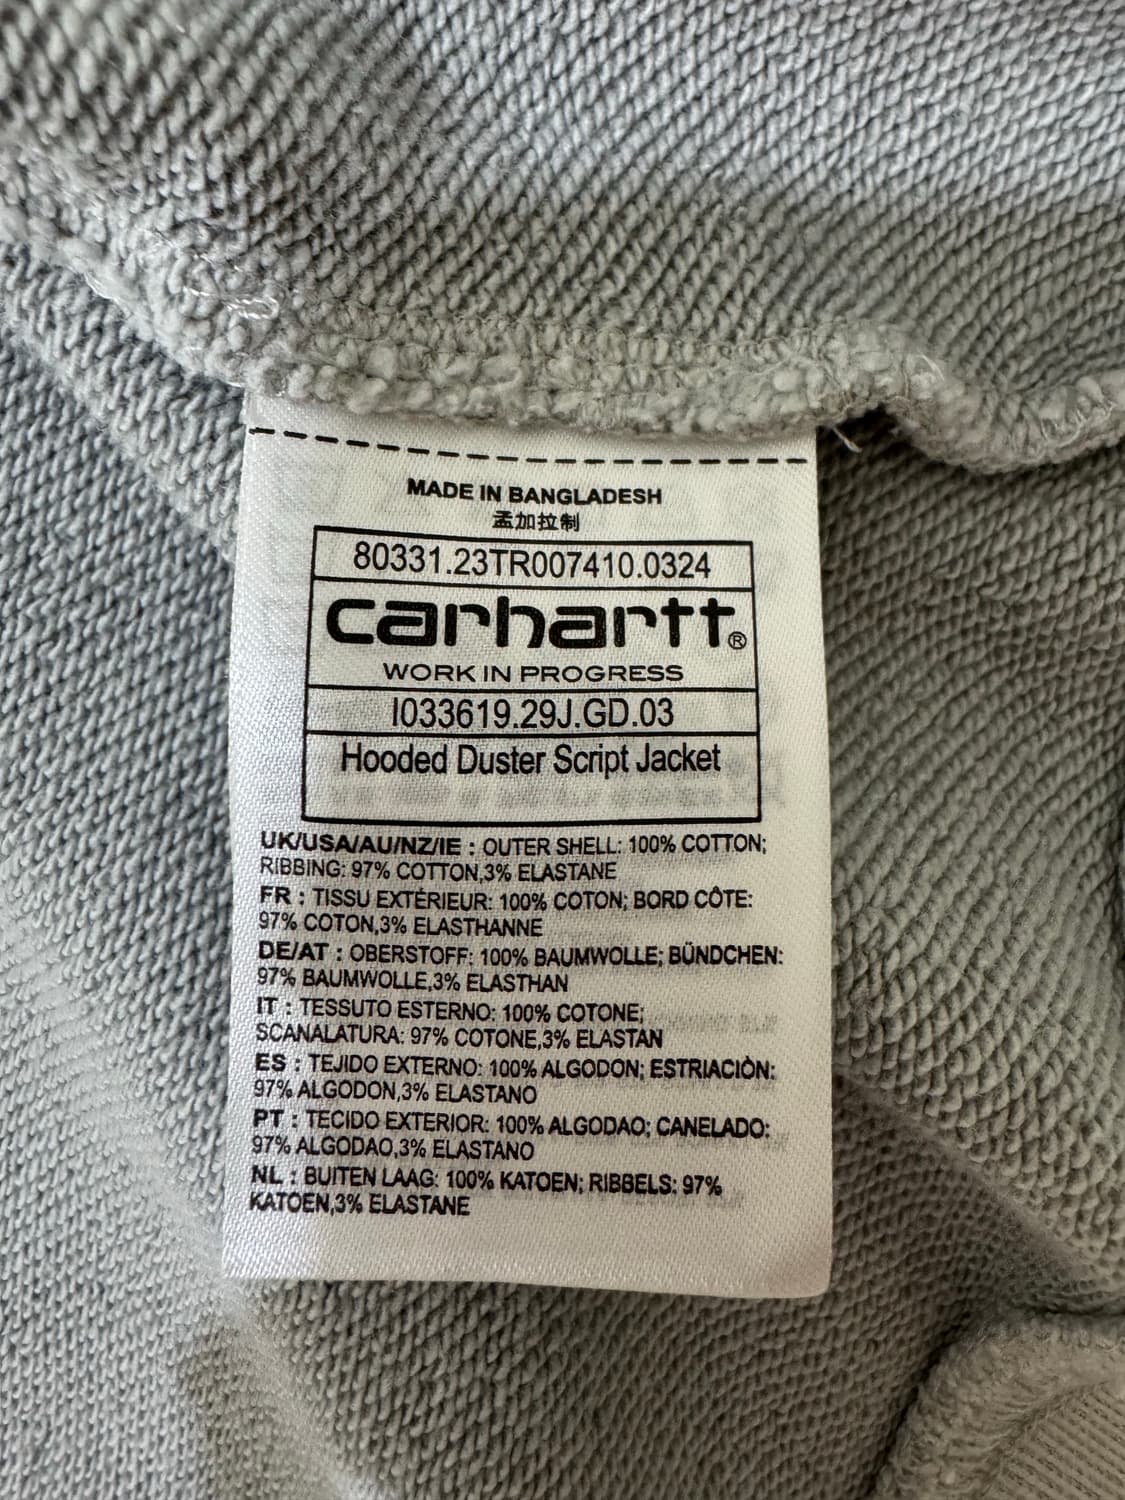 MADE IN BANGLADESH
孟加拉制
80331.23TR007410.0324
carhartt®
WORK IN PROGRESS
I033619.29J.GD.03
Hooded Duster Script Jacket
UK/USA/AU/NZ/IE : OUTER SHELL: 100% COTTON;
RIBBING: 97% COTTON,3% ELASTANE
FR : TISSU EXTÉRIEUR: 100% COTON; BORD CÔTE:
97% COTON,3% ELASTHANNE
DE/AT : OBERSTOFF: 100% BAUMWOLLE; BÜNDCHEN:
97% BAUMWOLLE,3% ELASTHAN
IT : TESSUTO ESTERNO: 100% COTONE;
SCANALATURA: 97% COTONE,3% ELASTAN
ES : TEJIDO EXTERNO: 100% ALGODON; ESTRIACIÒN:
97% ALGODON,3% ELASTANO
PT : TECIDO EXTERIOR: 100% ALGODAO; CANELADO:
97% ALGODAO,3% ELASTANO
NL : BUITEN LAAG: 100% KATOEN; RIBBELS: 97%
KATOEN,3% ELASTANE